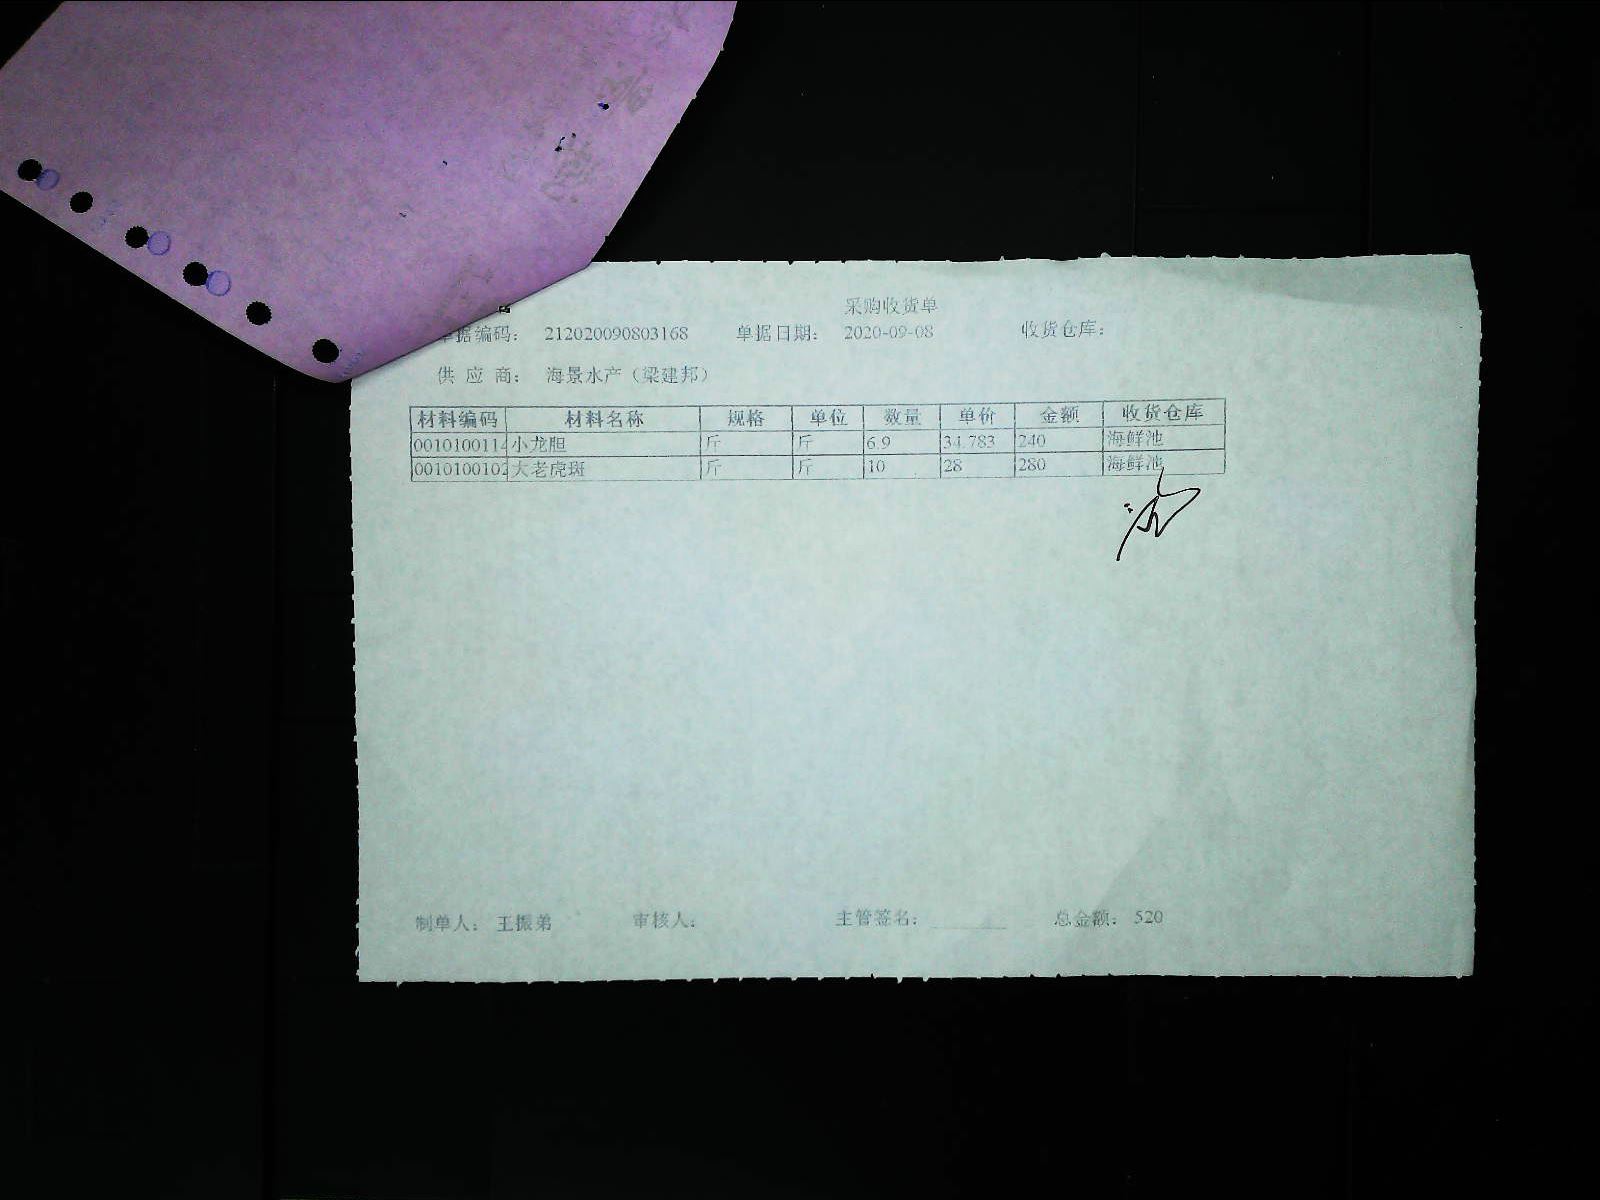 采购收货单
单据编码： 212020090803168 单据日期： 2020-09-08 收货仓库：
供 应 商： 海景水产（梁建邦）
材料编码 材料名称 规格 单位 数量 单价 金额 收货仓库
0010100114 小龙胆 斤 斤 6.9 34.783 240 海鲜池
0010100102 大老虎斑 斤 斤 10 28 280 海鲜池
制单人： 王振弟 审核人： 主管签名： 总金额： 520